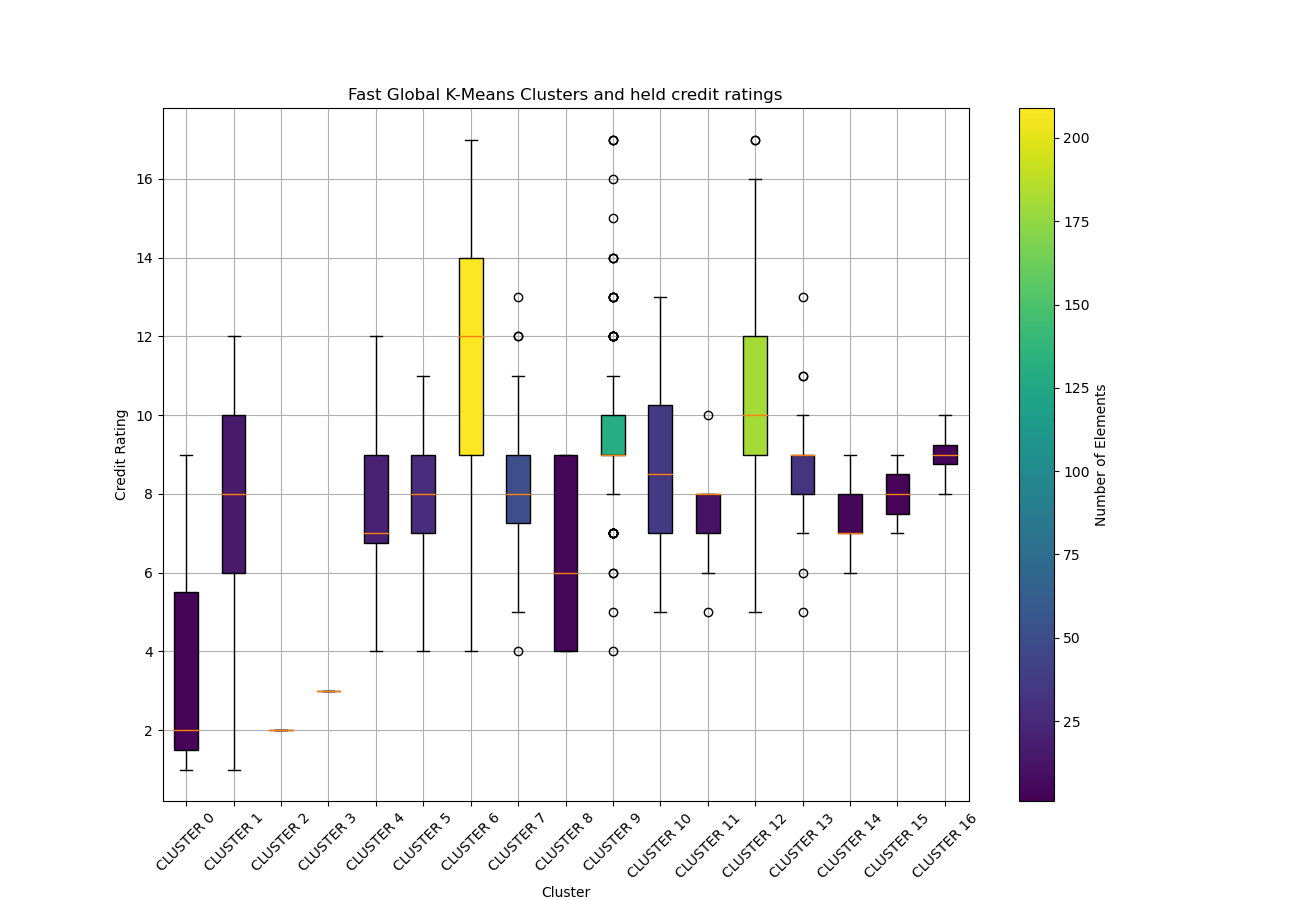 Fast Global K-Means Clusters and held credit ratings
Credit Rating
16
14
12
10
8
6
4
2
CLUSTER 0
CLUSTER 1
CLUSTER 2
CLUSTER 3
CLUSTER 4
CLUSTER 5
CLUSTER 6
CLUSTER 7
CLUSTER 8
CLUSTER 9
CLUSTER 10
CLUSTER 11
CLUSTER 12
CLUSTER 13
CLUSTER 14
CLUSTER 15
CLUSTER 16
Cluster
200
175
150
125
100
75
50
25
Number of Elements